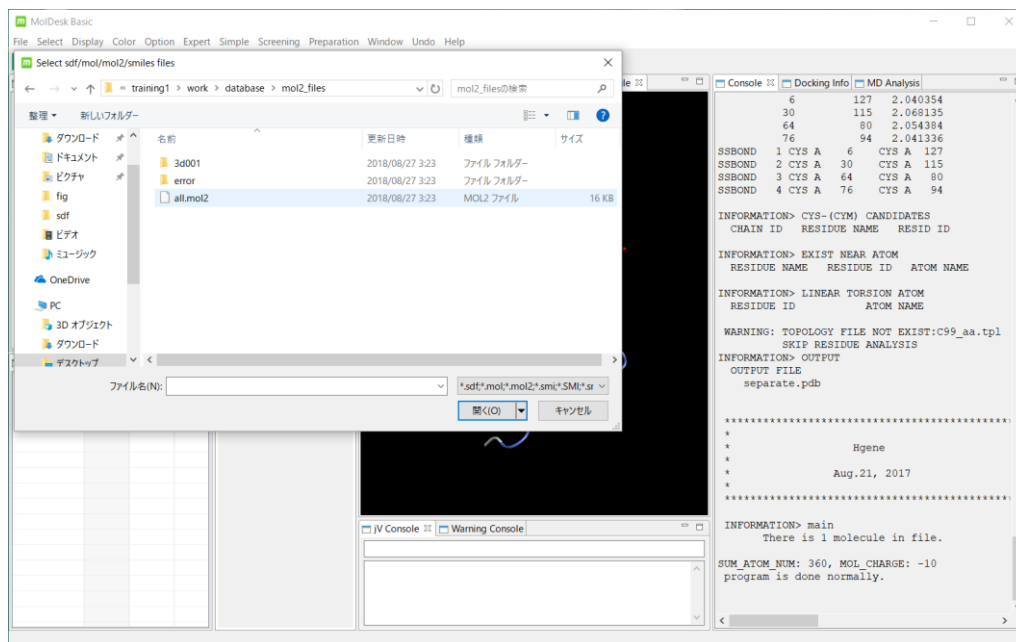 MolDesk Basic
File Select Display Color Option Expert Simple Screening Preparation Window Undo Help
Select sdf/mol/mol2/smiles files
« training1 > work > database > mol2_files
mol2_filesの検索
整理
新しいフォルダー
名前
更新日時
種類
サイズ
ダウンロード
ドキュメント
ピクチャ
fig
sdf
ビデオ
ミュージック
OneDrive
PC
3D オブジェクト
ダウンロード
デスクトップ
3d001 2018/08/27 3:23 ファイル フォルダー
error 2018/08/27 3:23 ファイル フォルダー
all.mol2 2018/08/27 3:23 MOL2 ファイル 16 KB
ファイル名(N):
*.sdf;*.mol;*.mol2;*.smi;*.SMI;*.sr
開く(O)
キャンセル
jV Console
Warning Console
Console
Docking Info
MD Analysis
6 127 2.040354
30 115 2.068135
64 80 2.054384
76 94 2.041336
SSBOND 1 CYS A 6 CYS A 127
SSBOND 2 CYS A 30 CYS A 115
SSBOND 3 CYS A 64 CYS A 80
SSBOND 4 CYS A 76 CYS A 94
INFORMATION> CYS-(CYM) CANDIDATES
CHAIN ID RESIDUE NAME RESID ID
INFORMATION> EXIST NEAR ATOM
RESIDUE NAME RESIDUE ID ATOM NAME
INFORMATION> LINEAR TORSION ATOM
RESIDUE ID ATOM NAME
WARNING: TOPOLOGY FILE NOT EXIST:C99_aa.tpl
SKIP RESIDUE ANALYSIS
INFORMATION> OUTPUT
OUTPUT FILE
separate.pdb
********************************************
*
* Hgene
*
* Aug.21, 2017
*
********************************************
INFORMATION> main
There is 1 molecule in file.
SUM_ATOM_NUM: 360, MOL_CHARGE: -10
program is done normally.